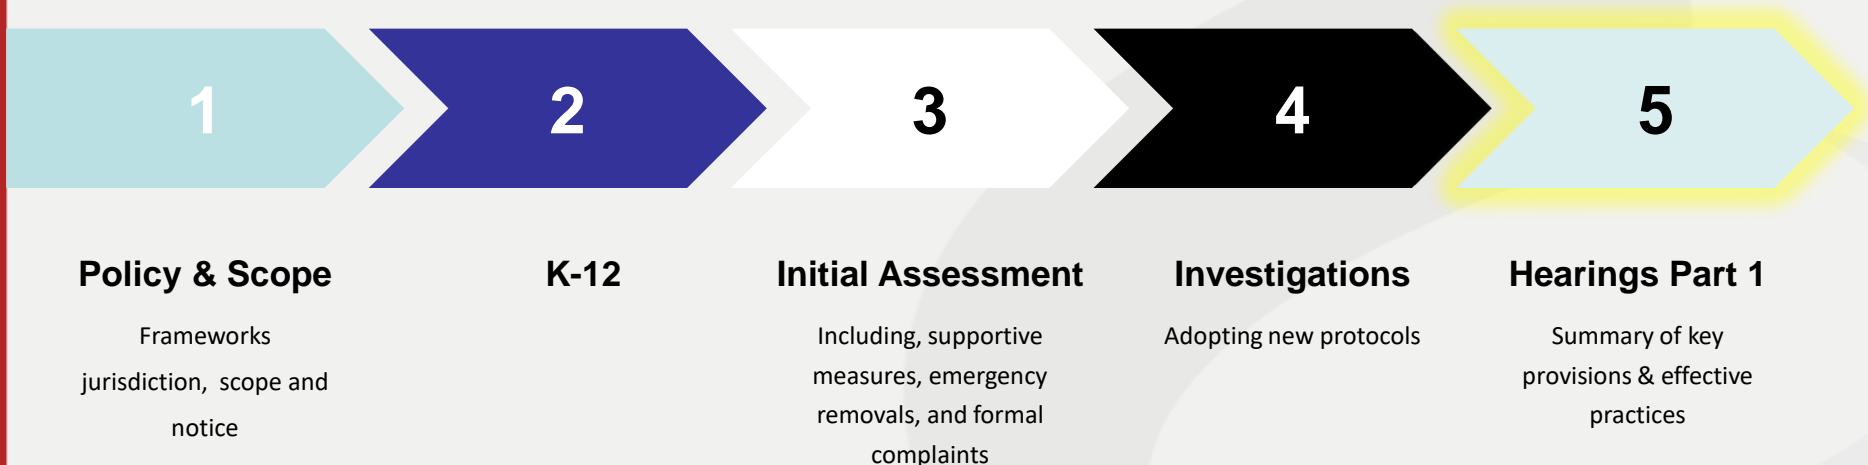 1
2
3
4
5
Policy & Scope
Frameworks
jurisdiction, scope and
notice
K-12
Initial Assessment
Including, supportive
measures, emergency
removals, and formal
complaints
Investigations
Adopting new protocols
Hearings Part 1
Summary of key
provisions & effective
practices